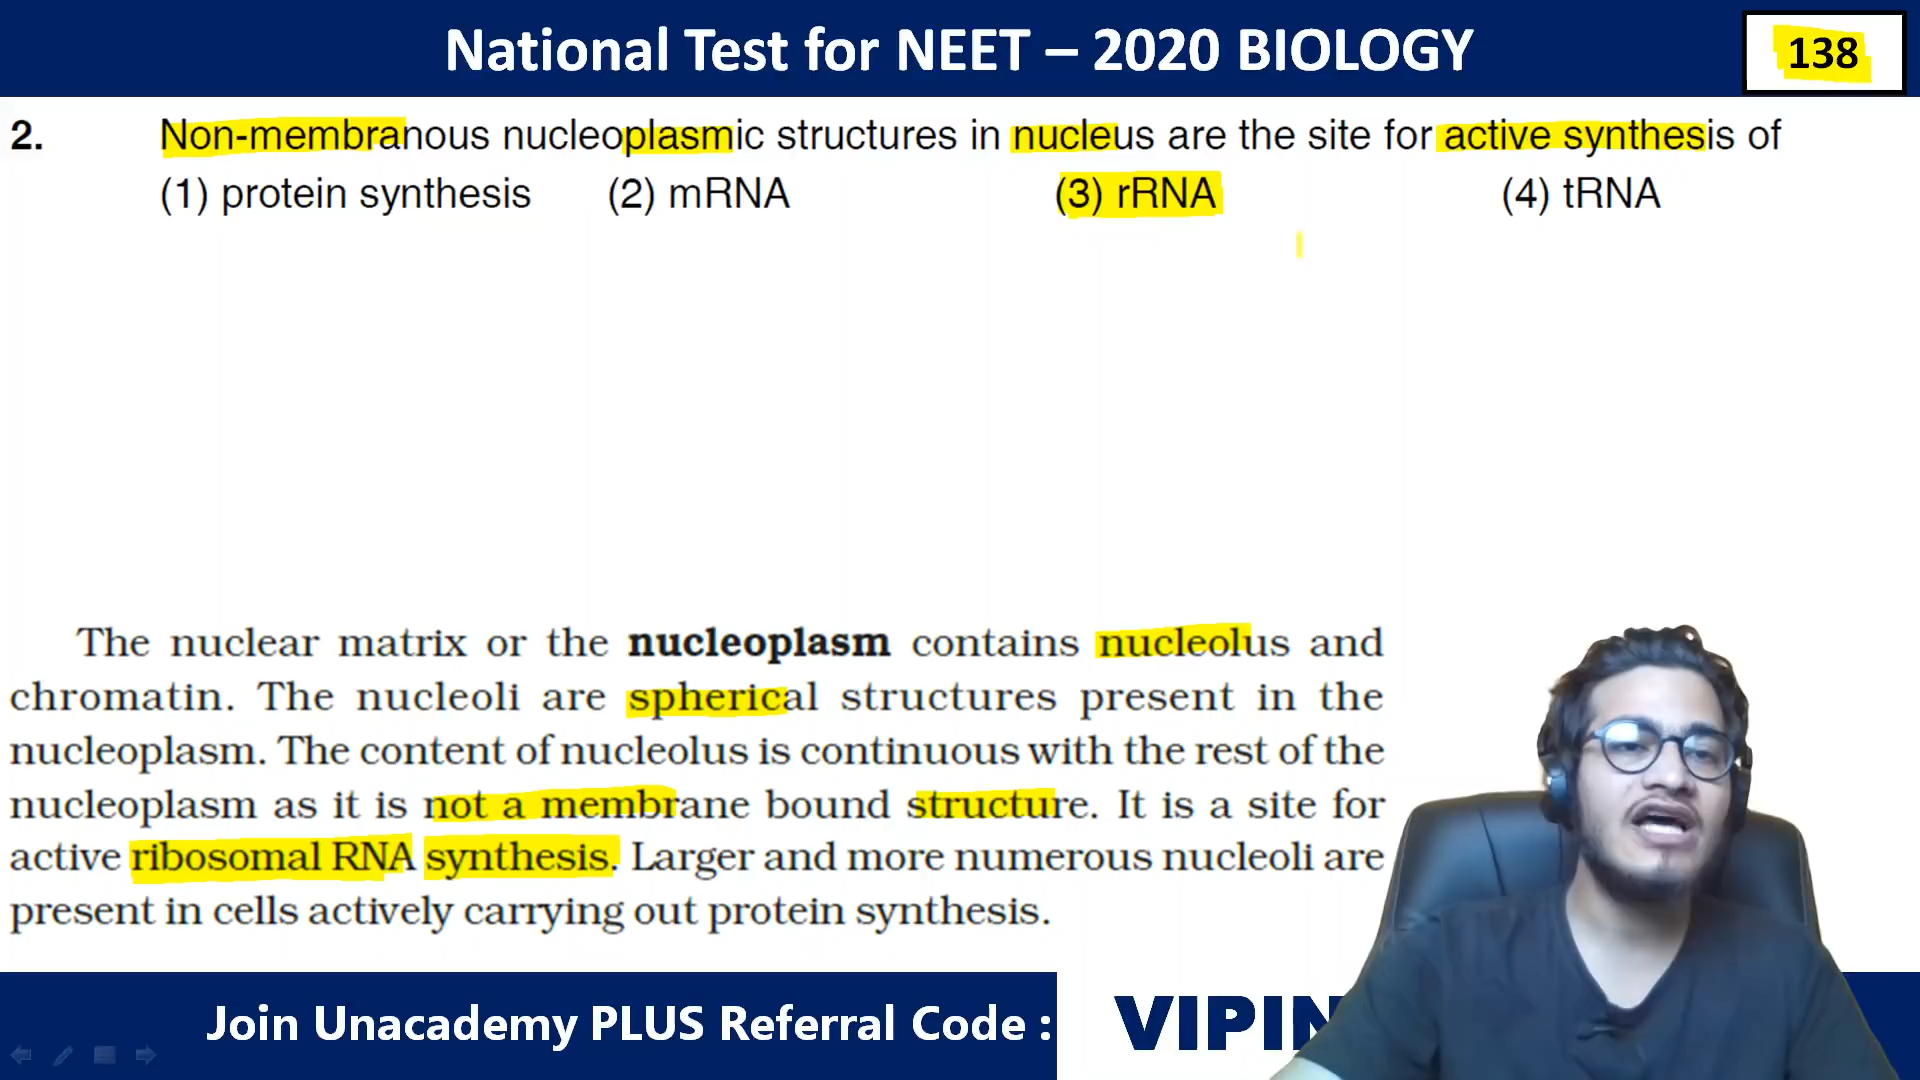 National Test for NEET – 2020 BIOLOGY
138
2. Non-membranous nucleoplasmic structures in nucleus are the site for active synthesis of
(1) protein synthesis (2) mRNA (3) rRNA (4) tRNA
The nuclear matrix or the nucleoplasm contains nucleolus and
chromatin. The nucleoli are spherical structures present in the
nucleoplasm. The content of nucleolus is continuous with the rest of the
nucleoplasm as it is not a membrane bound structure. It is a site for
active ribosomal RNA synthesis. Larger and more numerous nucleoli are
present in cells actively carrying out protein synthesis.
Join Unacademy PLUS Referral Code :
VIPIN